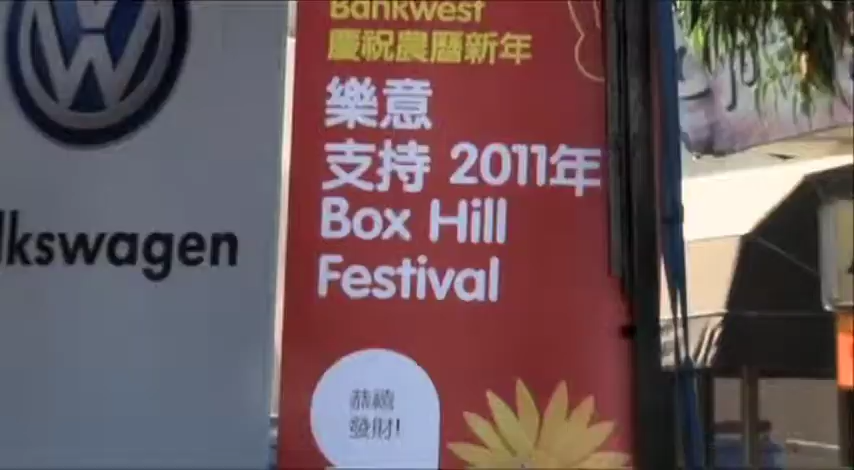 lkswagen
Bankwest
慶祝農曆新年
樂意
支持 2011年
Box Hill
Festival
恭禧
發財!